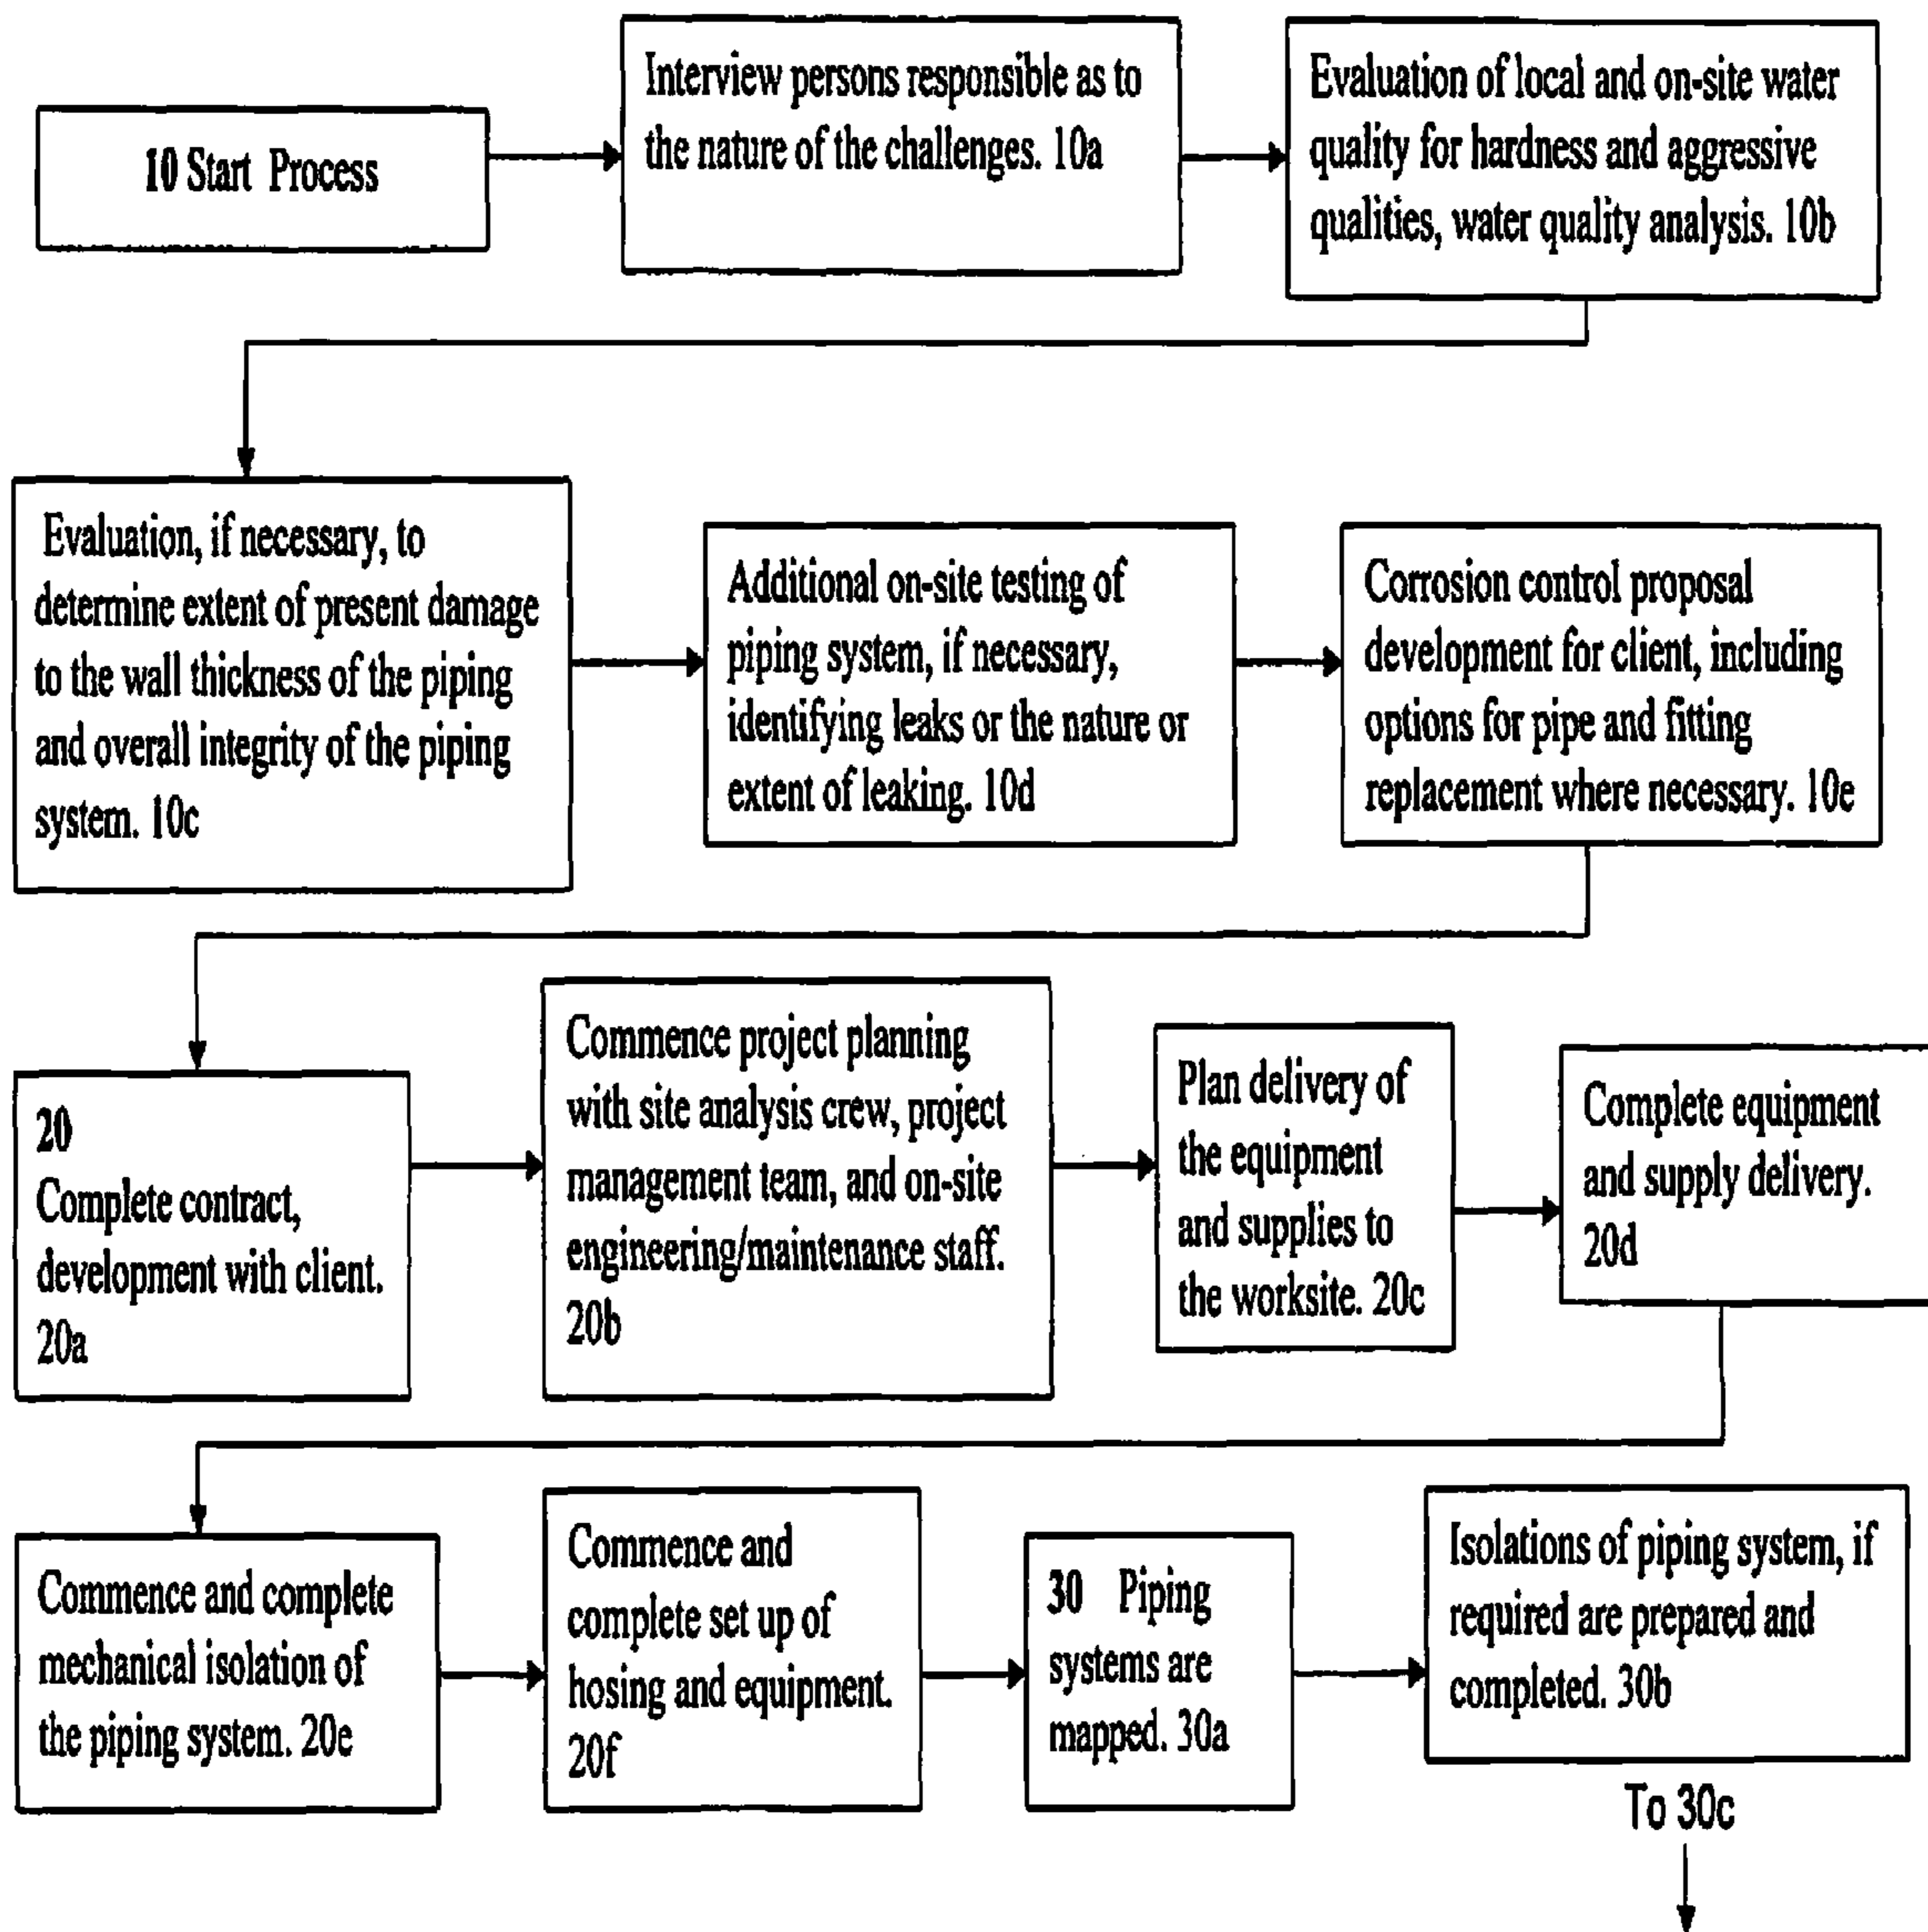 10 Start Process
Interview persons responsible as to
the nature of the challenges. 10a
Evaluation of local and on-site water
quality for hardness and aggressive
qualities, water quality analysis. 10b
Evaluation, if necessary, to
determine extent of present damage
to the wall thickness of the piping
and overall integrity of the piping
system. 10c
Additional on-site testing of
piping system, if necessary,
identifying leaks or the nature or
extent of leaking. 10d
Corrosion control proposal
development for client, including
options for pipe and fitting
replacement where necessary. 10e
20
Complete contract,
development with client.
20a
Commence project planning
with site analysis crew, project
management team, and on-site
engineering/maintenance staff.
20b
Plan delivery of
the equipment
and supplies to
the worksite. 20c
Complete equipment
and supply delivery.
20d
Commence and complete
mechanical isolation of
the piping system. 20e
Commence and
complete set up of
hosing and equipment.
20f
30 Piping
systems are
mapped. 30a
Isolations of piping system, if
required are prepared and
completed. 30b
To 30c